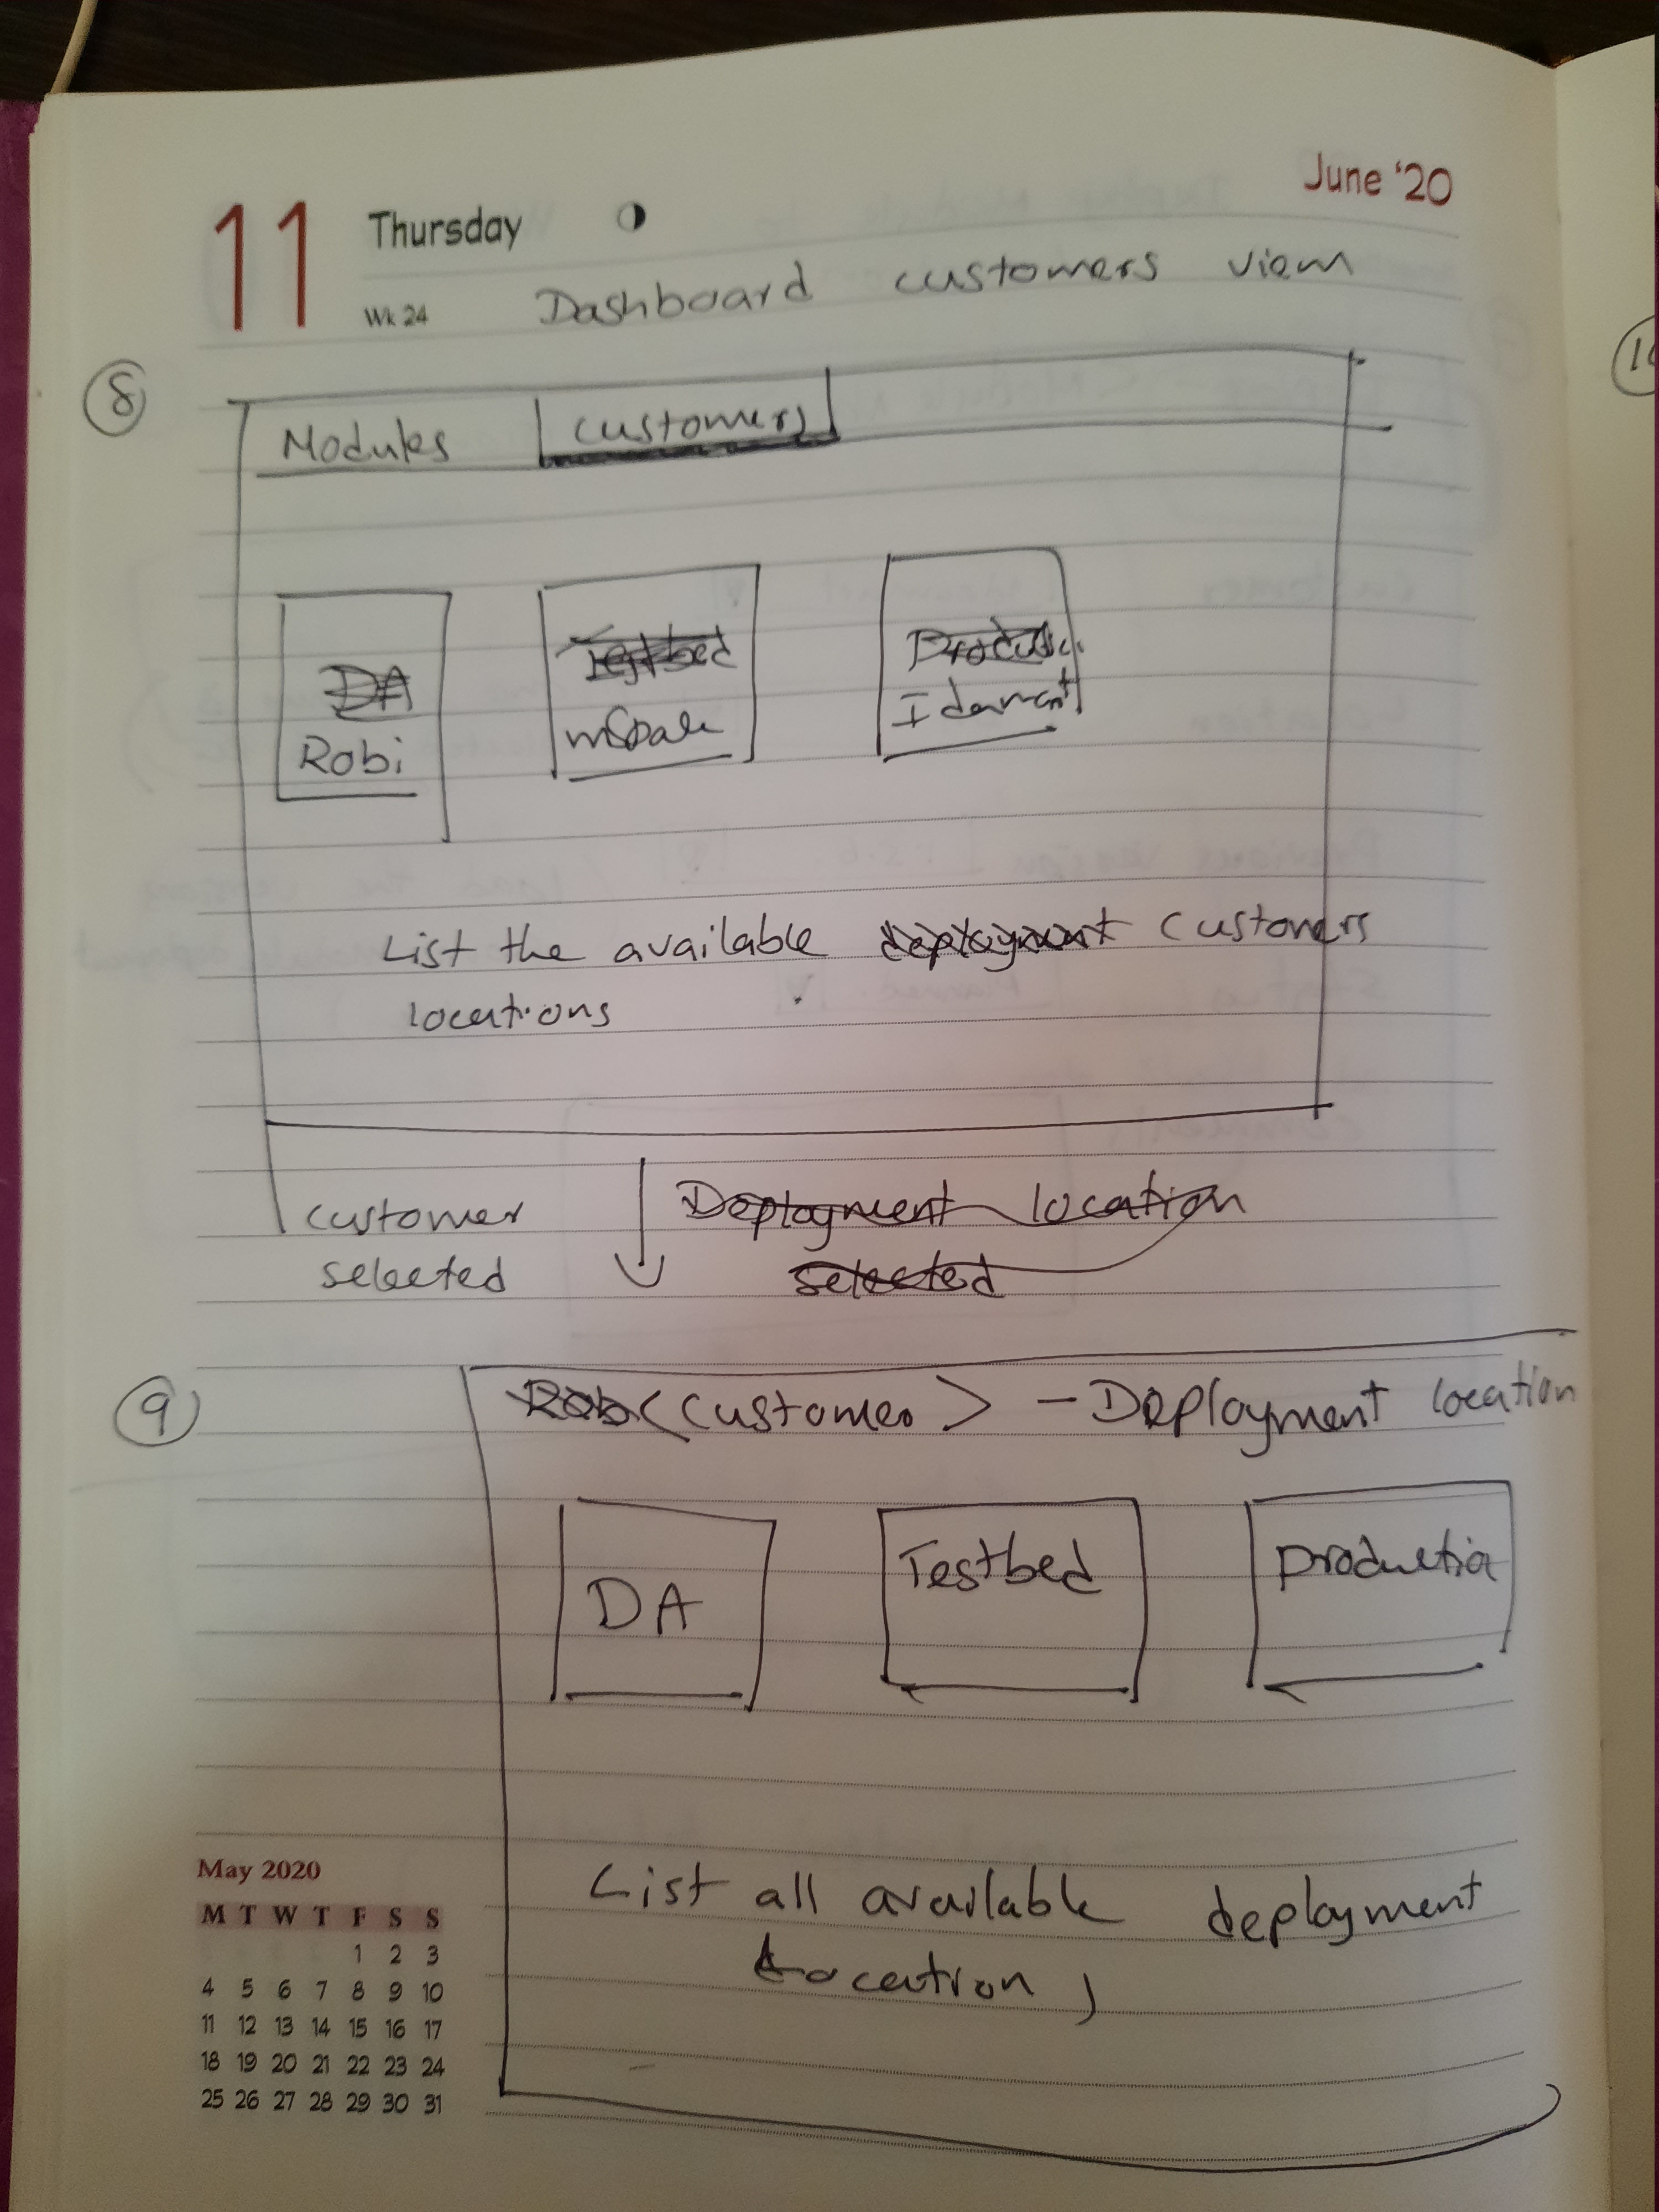 June '20
11 Thursday
Wk 24 Dashboard customers view
8
Modules customers
DA Testbed
Robi Idamart
List the available deployment customers
locations
customer Deployment location
selected selected
9
Rob <customer> - Deployment location
DA Testbed Production
List all available deployment
location
May 2020
M T W T F S S
1 2 3
4 5 6 7 8 9 10
11 12 13 14 15 16 17
18 19 20 21 22 23 24
25 26 27 28 29 30 31